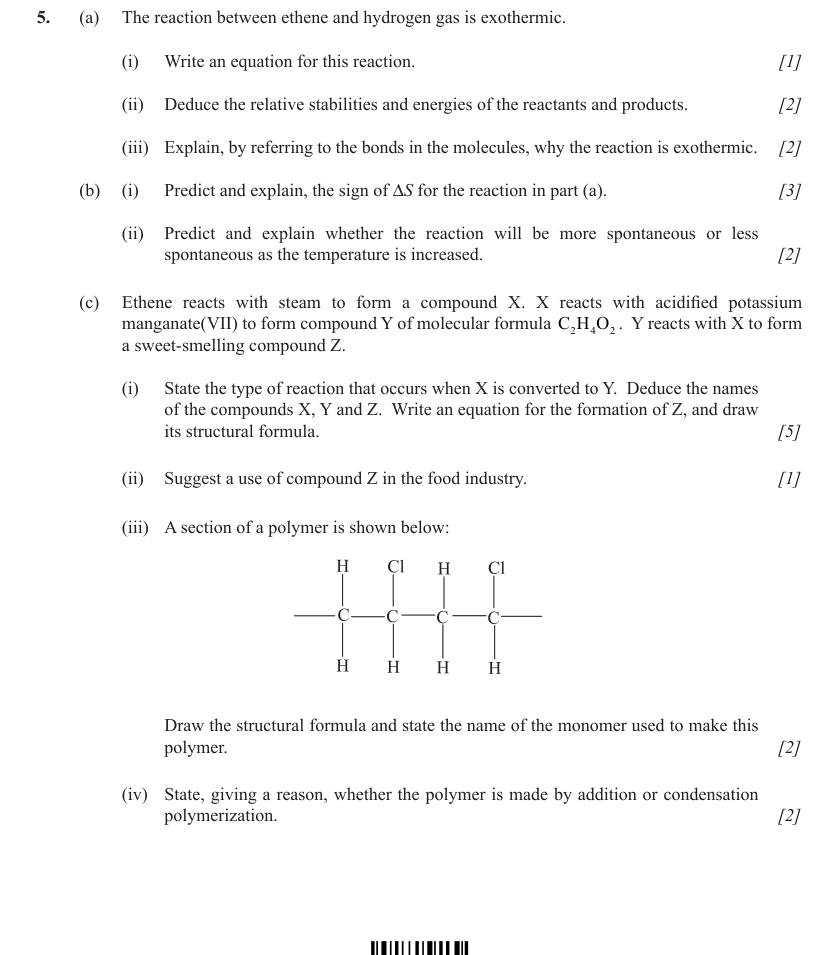 5. (a) The reaction between ethene and hydrogen gas is exothermic.
(i) Write an equation for this reaction. [1]
(ii) Deduce the relative stabilities and energies of the reactants and products. [2]
(iii) Explain, by referring to the bonds in the molecules, why the reaction is exothermic. [2]
(b) (i) Predict and explain, the sign of ΔS for the reaction in part (a). [3]
(ii) Predict and explain whether the reaction will be more spontaneous or less
spontaneous as the temperature is increased. [2]
(c) Ethene reacts with steam to form a compound X. X reacts with acidified potassium
manganate(VII) to form compound Y of molecular formula C₂H₄O₂. Y reacts with X to form
a sweet-smelling compound Z.
(i) State the type of reaction that occurs when X is converted to Y. Deduce the names
of the compounds X, Y and Z. Write an equation for the formation of Z, and draw
its structural formula. [5]
(ii) Suggest a use of compound Z in the food industry. [1]
(iii) A section of a polymer is shown below:
H Cl H Cl
C C C C
H H H H
Draw the structural formula and state the name of the monomer used to make this
polymer. [2]
(iv) State, giving a reason, whether the polymer is made by addition or condensation
polymerization. [2]